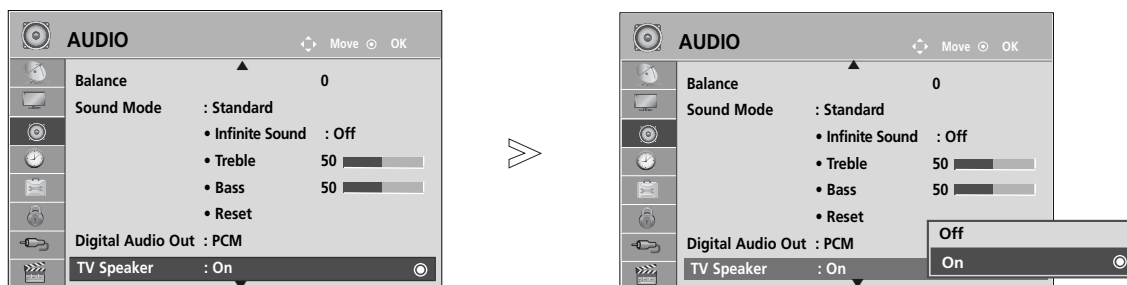 AUDIO
Move OK
Balance 0
Sound Mode : Standard
• Infinite Sound : Off
• Treble 50
• Bass 50
• Reset
Digital Audio Out : PCM
TV Speaker : On
AUDIO
Move OK
Balance 0
Sound Mode : Standard
• Infinite Sound : Off
• Treble 50
• Bass 50
• Reset
Digital Audio Out : PCM
TV Speaker : On
Off
On